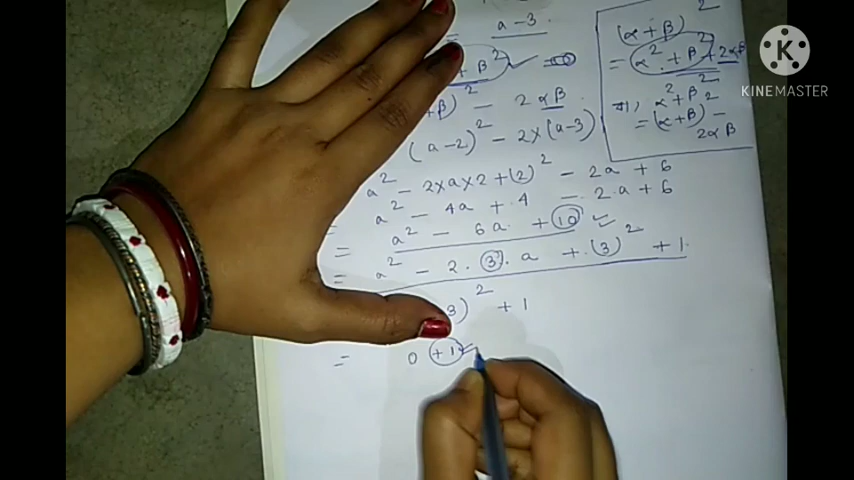 a-3
+ β²
+β)² - 2αβ
(a-2)² - 2×(a-3)
a² - 2×a×2 + (2)² - 2a + 6
a² - 4a + 4 - 2.a + 6
= a² - 6a + 10
= a² - 2.3.a + (3)² + 1
3)² + 1
= 0 + 1
(α+β)²
= α² + β² + 2αβ
বা, α² + β²
= (α+β)² -
2αβ
K
KINEMASTER